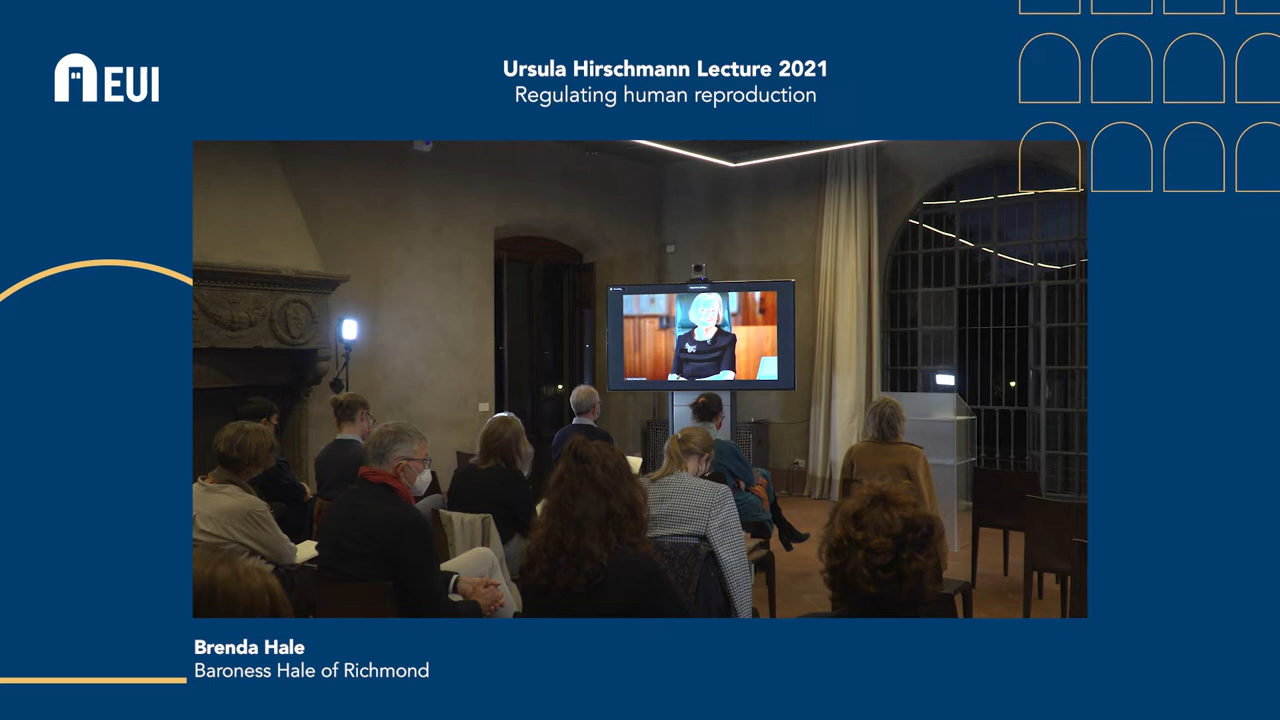 EUI
Ursula Hirschmann Lecture 2021
Regulating human reproduction
Brenda Hale
Baroness Hale of Richmond